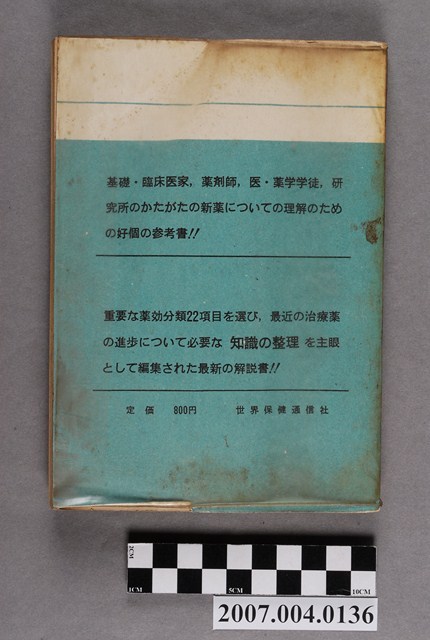 基礎・臨床医家，薬剤師，医・薬学学徒，研
究所のかたがたの新薬についての理解のため
の好個の参考書!!
重要な薬効分類22項目を選び，最近の治療薬
の進歩について必要な 知識の整理 を主眼
として編集された最新の解説書!!
定価 800円 世界保健通信社
2CM
1CM 5CM 10CM
2007.004.0136